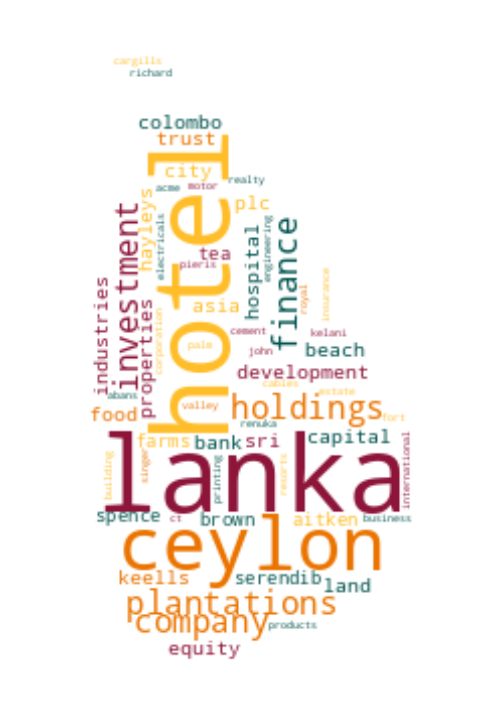 cargills
richard
colombo
trust
city
realty
acme
motor
hayleys
plc
hotel
investment
electricals
engineering
tea
pieris
hospital
finance
insurance
royal
industries
properties
asia
corporation
cement
kelani
palm
john
beach
development
cables
estate
abans
food
valley
holdings
fort
renuka
lanka
farms
bank
sri
capital
international
building
singer
printing
resorts
spence
ct
brown
aitken
business
ceylon
keells
serendib
land
plantations
company
products
equity